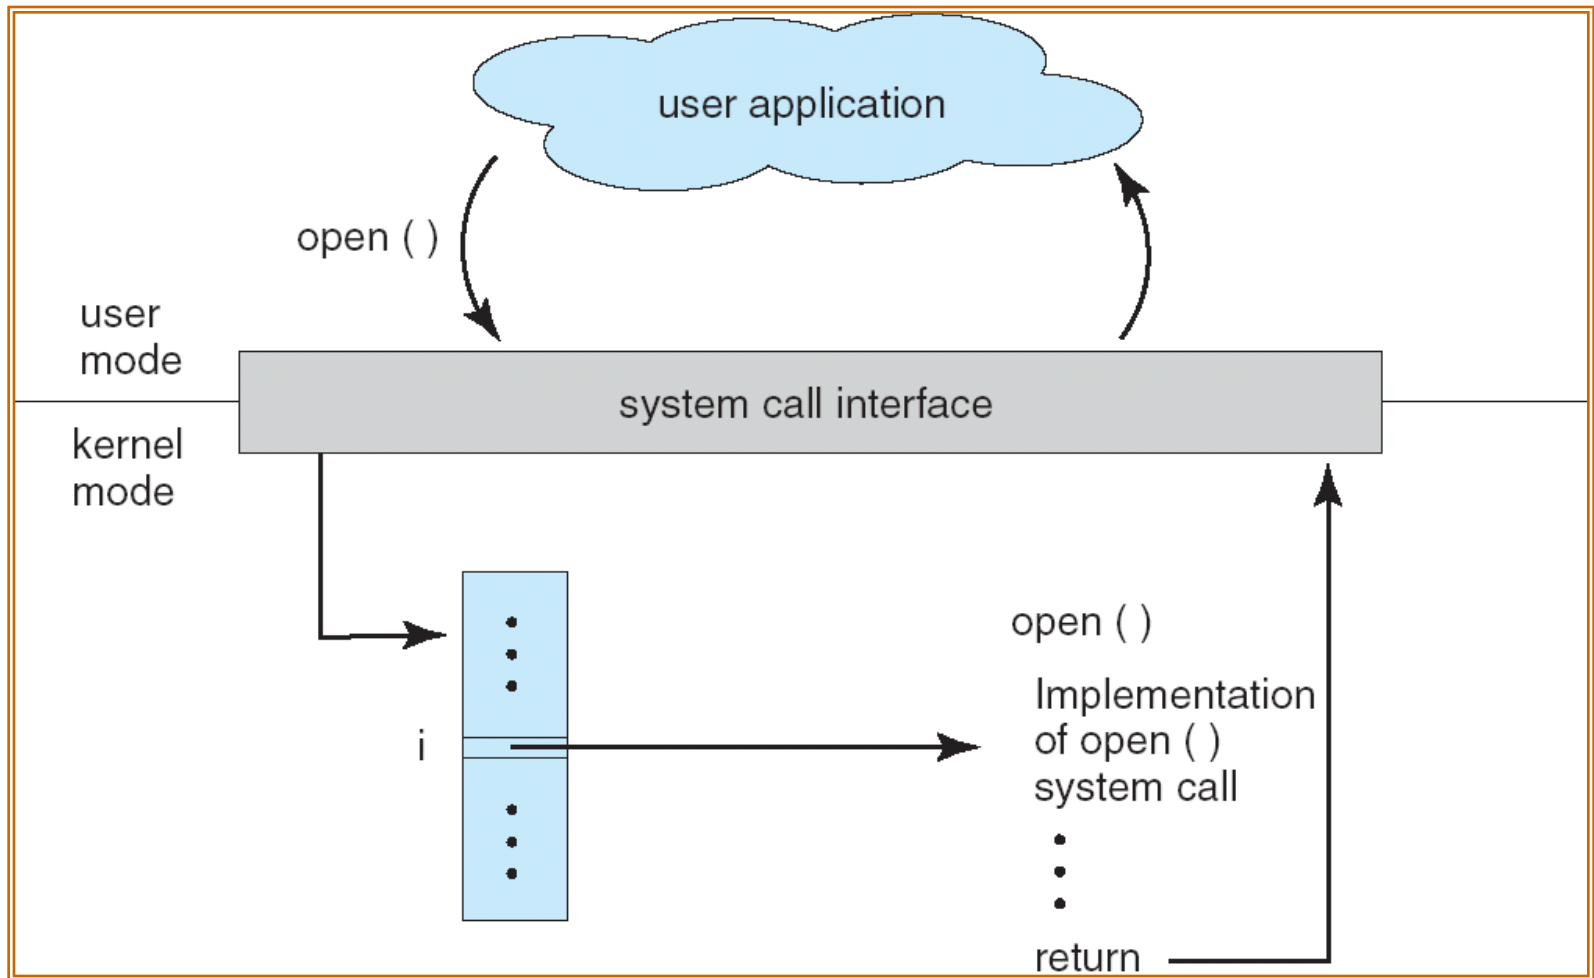 user application
open ( )
user
mode
system call interface
kernel
mode
open ( )
i
Implementation
of open ( )
system call
return